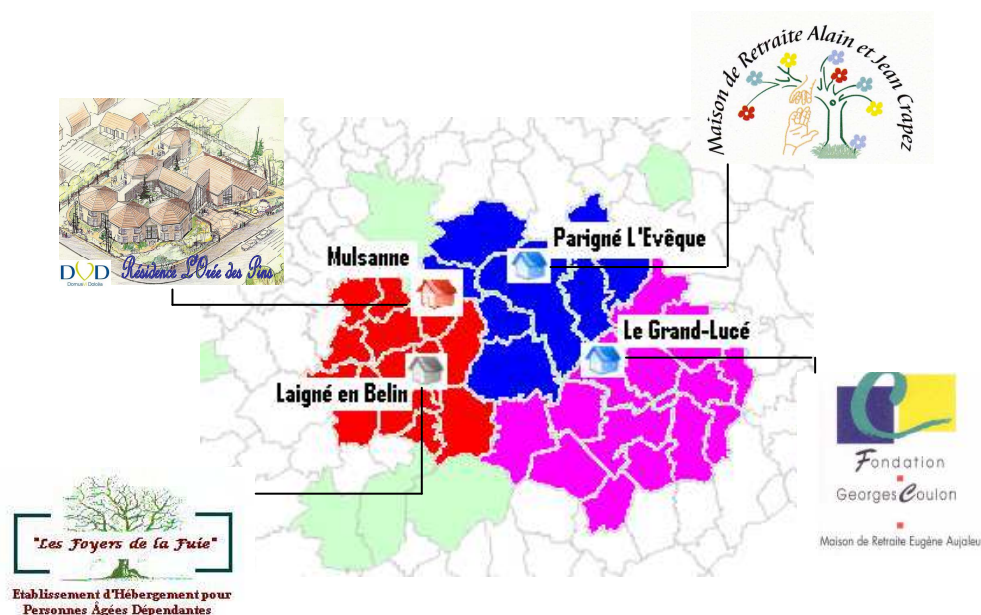 Maison de Retraite Alain et Jean Crapez
Parigné L'Evêque
Mulsanne
DVD Résidence L'Orée des Pins
Domus Dolcila
Le Grand-Lucé
Laigné en Belin
Fondation
Georges Coulon
Maison de Retraite Eugène Aujaleu
"Les Foyers de la Fuie"
Etablissement d'Hébergement pour
Personnes Âgées Dépendantes